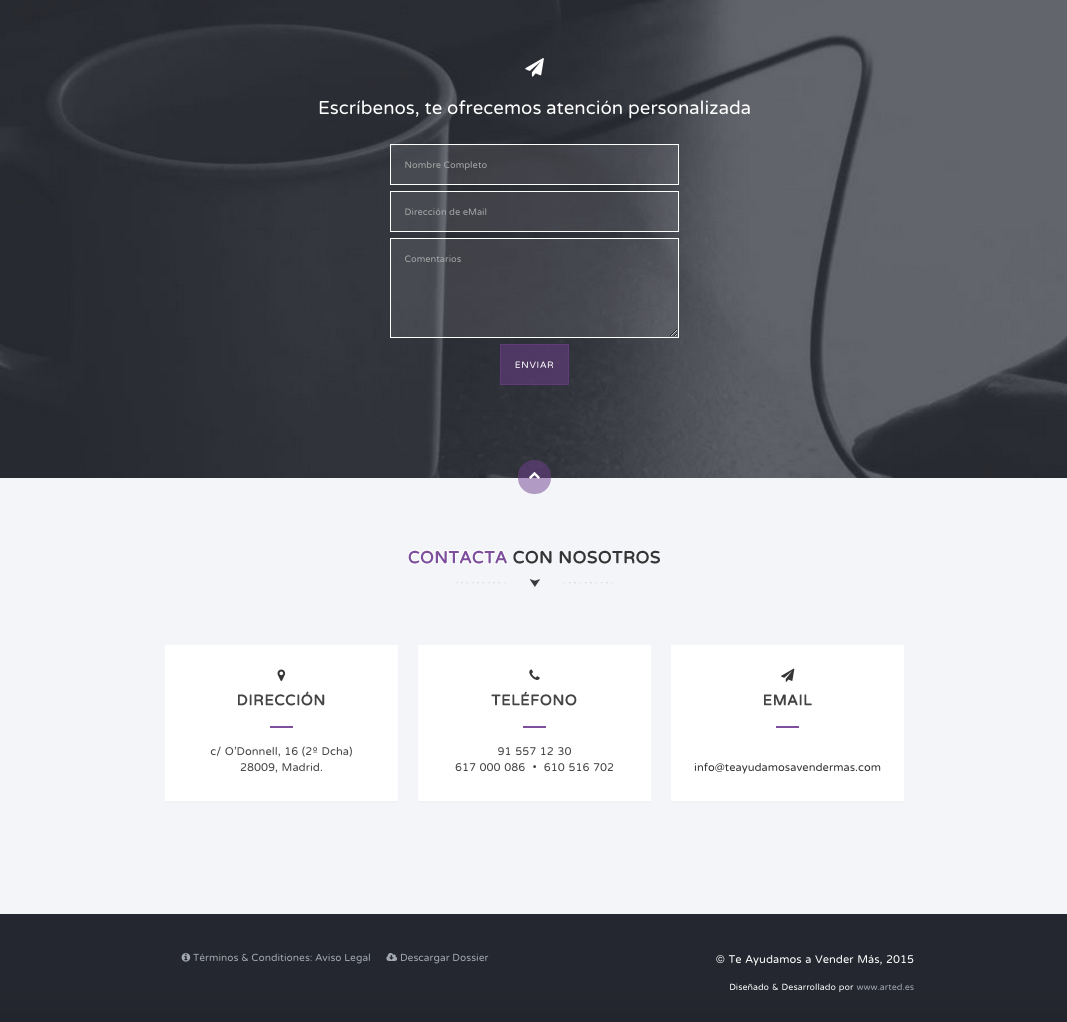 Escríbenos, te ofrecemos atención personalizada
Nombre Completo
Dirección de eMail
Comentarios
ENVIAR
CONTACTA CON NOSOTROS
DIRECCIÓN
c/ O'Donnell, 16 (2º Dcha)
28009, Madrid.
TELÉFONO
91 557 12 30
617 000 086 • 610 516 702
EMAIL
info@teayudamosavendermas.com
Términos & Conditiones: Aviso Legal
Descargar Dossier
© Te Ayudamos a Vender Más, 2015
Diseñado & Desarrollado por www.arted.es